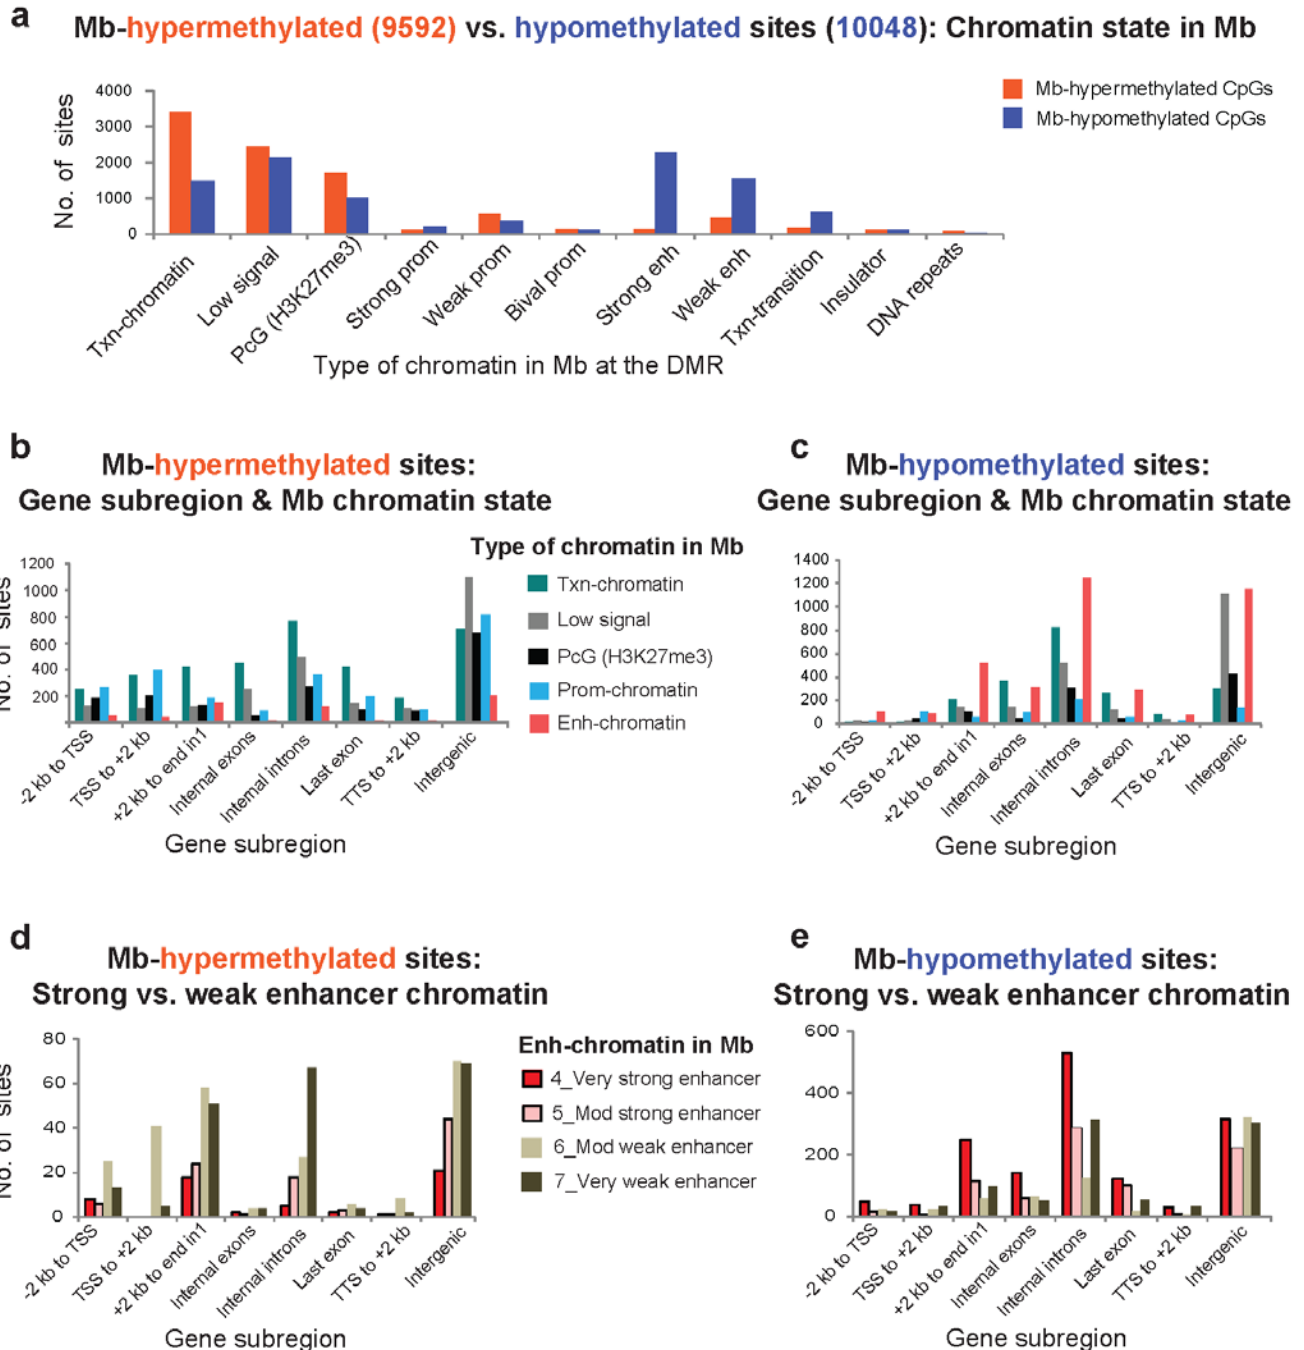 a
Mb-hypermethylated (9592) vs. hypomethylated sites (10048): Chromatin state in Mb
No. of sites
4000
3000
2000
1000
0
Mb-hypermethylated CpGs
Mb-hypomethylated CpGs
Txn-chromatin
Low signal
PcG (H3K27me3)
Strong prom
Weak prom
Bival prom
Strong enh
Weak enh
Txn-transition
Insulator
DNA repeats
Type of chromatin in Mb at the DMR
b
Mb-hypermethylated sites:
Gene subregion & Mb chromatin state
No. of sites
1200
1000
800
600
400
200
-2 kb to TSS
TSS to +2 kb
+2 kb to end in1
Internal exons
Internal introns
Last exon
TTS to +2 kb
Intergenic
Gene subregion
Type of chromatin in Mb
Txn-chromatin
Low signal
PcG (H3K27me3)
Prom-chromatin
Enh-chromatin
c
Mb-hypomethylated sites:
Gene subregion & Mb chromatin state
1400
1200
1000
800
600
400
200
0
-2 kb to TSS
TSS to +2 kb
+2 kb to end in1
Internal exons
Internal introns
Last exon
TTS to +2 kb
Intergenic
Gene subregion
d
Mb-hypermethylated sites:
Strong vs. weak enhancer chromatin
No. of sites
80
60
40
20
0
-2 kb to TSS
TSS to +2 kb
+2 kb to end in1
Internal exons
Internal introns
Last exon
TTS to +2 kb
Intergenic
Gene subregion
Enh-chromatin in Mb
4_Very strong enhancer
5_Mod strong enhancer
6_Mod weak enhancer
7_Very weak enhancer
e
Mb-hypomethylated sites:
Strong vs. weak enhancer chromatin
600
400
200
0
-2 kb to TSS
TSS to +2 kb
+2 kb to end in1
Internal exons
Internal introns
Last exon
TTS to +2 kb
Intergenic
Gene subregion